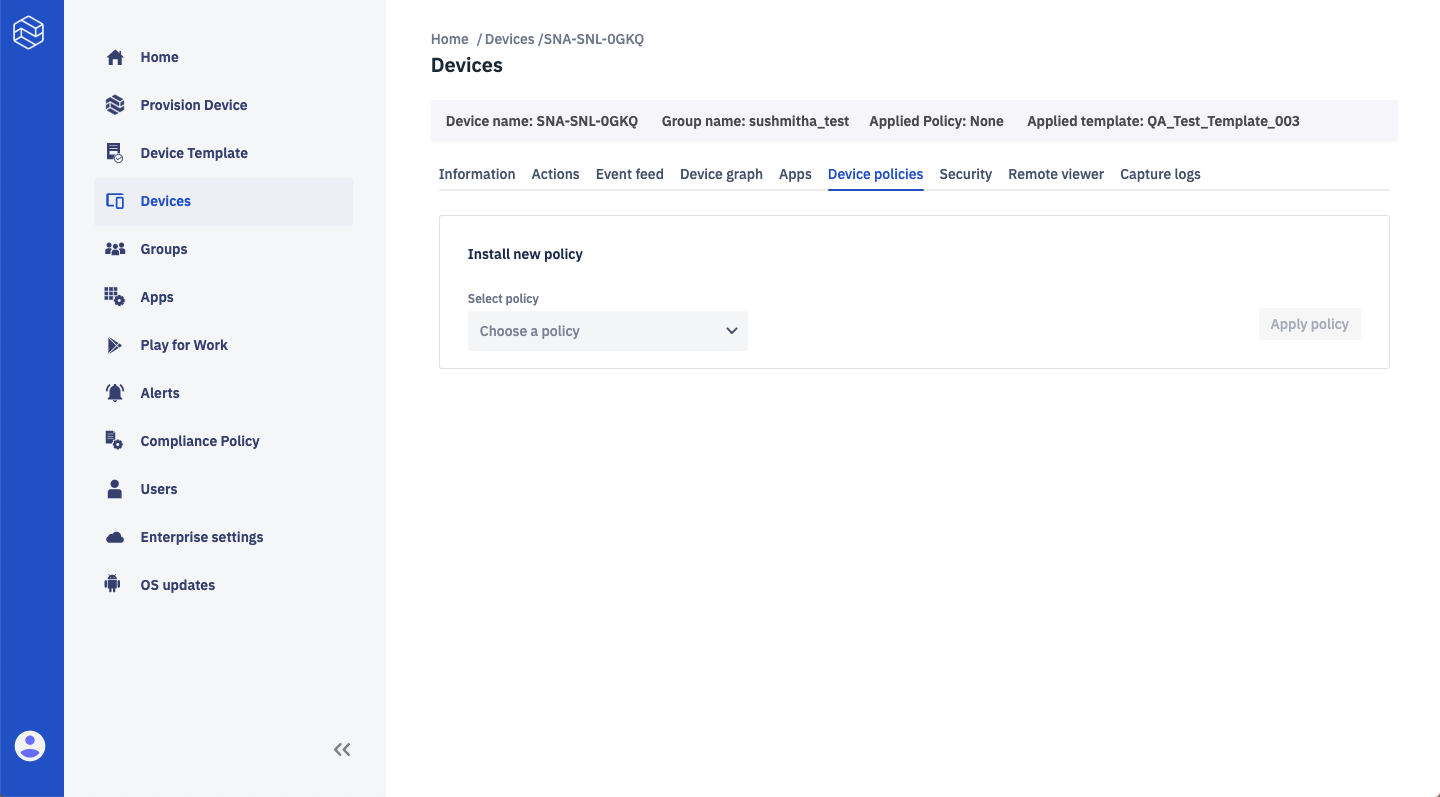 Home
Provision Device
Device Template
Devices
Groups
Apps
Play for Work
Alerts
Compliance Policy
Users
Enterprise settings
OS updates
Home / Devices /SNA-SNL-0GKQ
Devices
Device name: SNA-SNL-0GKQ Group name: sushmitha_test Applied Policy: None Applied template: QA_Test_Template_003
Information Actions Event feed Device graph Apps Device policies Security Remote viewer Capture logs
Install new policy
Select policy
Choose a policy
Apply policy